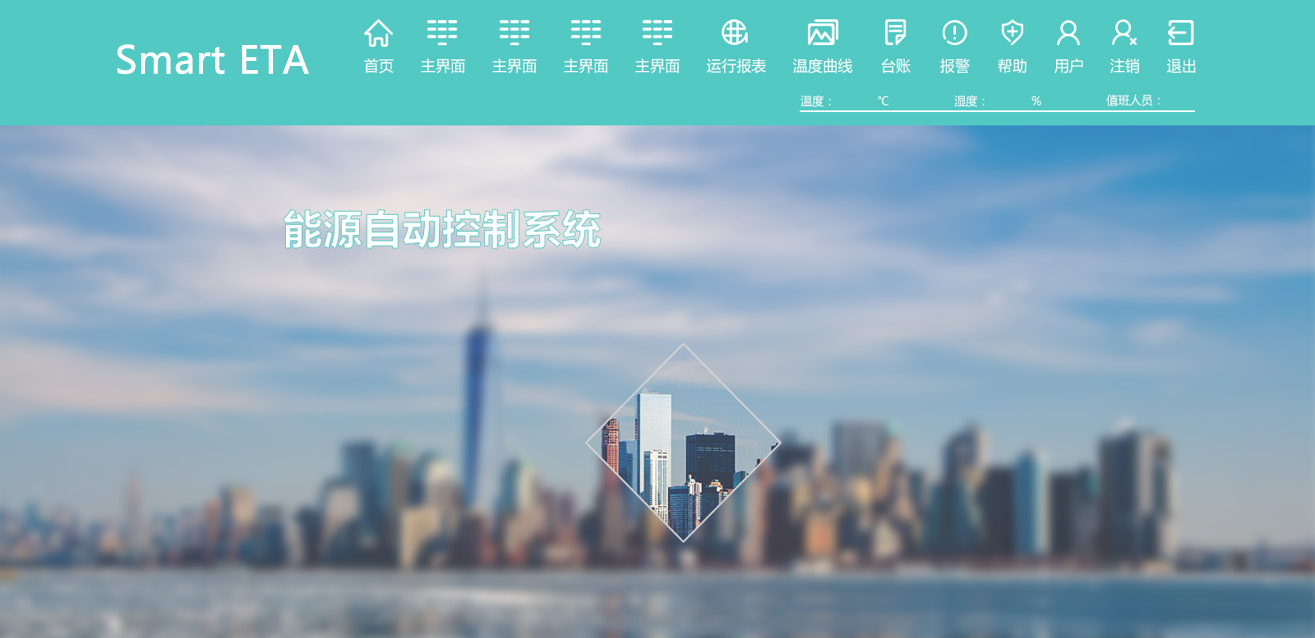 Smart ETA
首页 主界面 主界面 主界面 主界面 运行报表 温度曲线 台账 报警 帮助 用户 注销 退出
温度： ℃ 湿度： % 值班人员：
能源自动控制系统